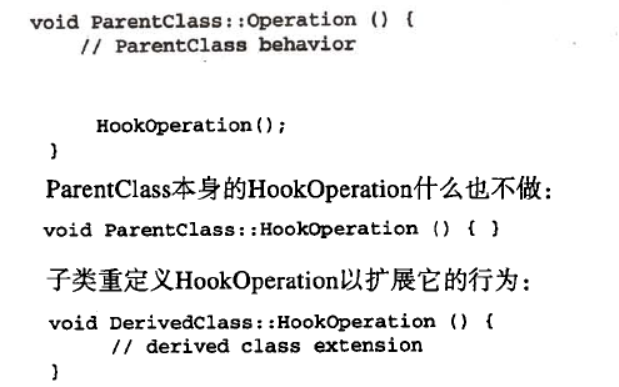 void ParentClass::Operation () {
// ParentClass behavior
HookOperation();
}
ParentClass本身的HookOperation什么也不做：
void ParentClass::HookOperation () { }
子类重定义HookOperation以扩展它的行为：
void DerivedClass::HookOperation () {
// derived class extension
}